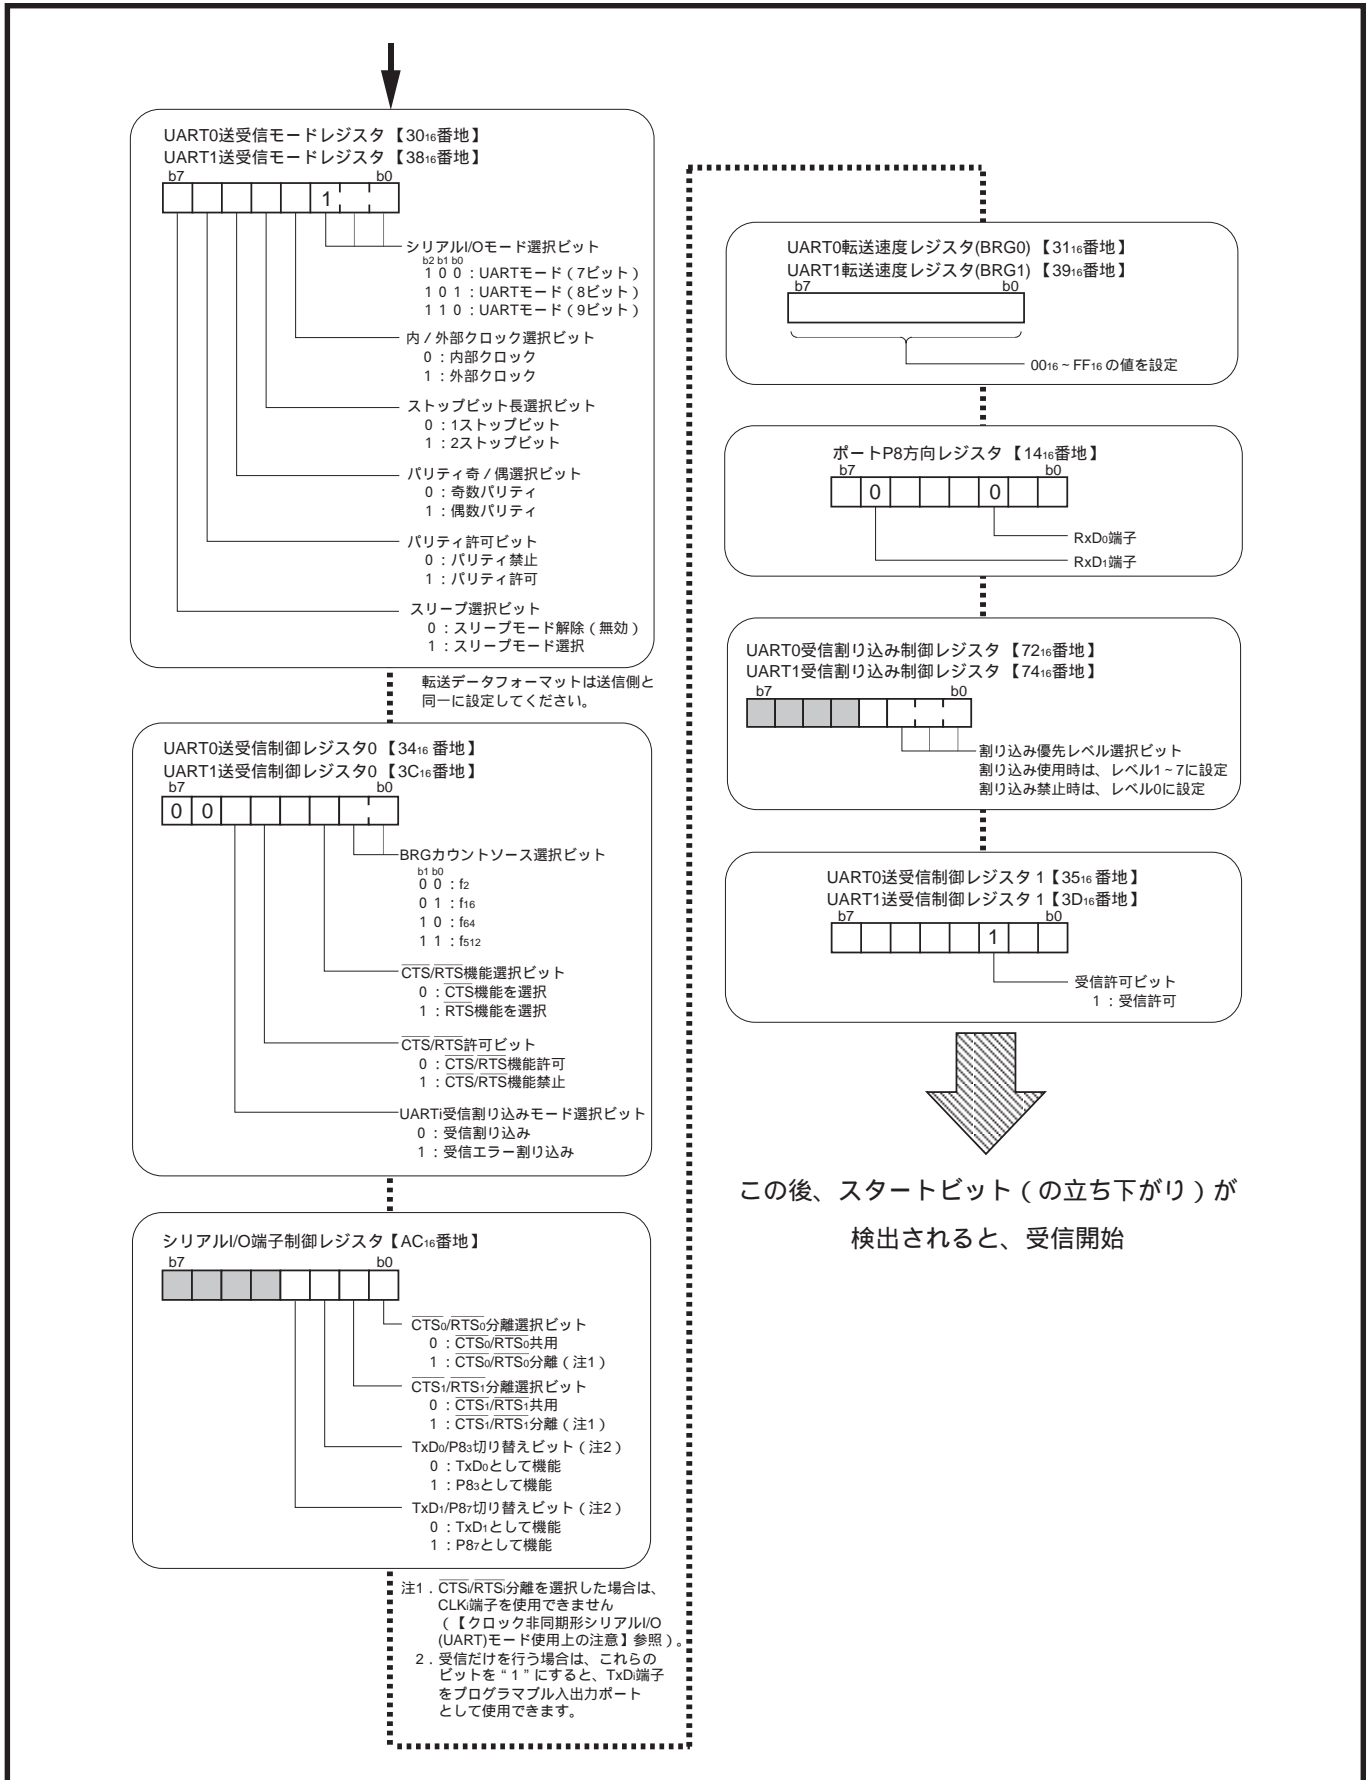 UART0送受信モードレジスタ【3016番地】
UART1送受信モードレジスタ【3816番地】
b7 b0
1
シリアルI/Oモード選択ビット
b2 b1 b0
1 0 0：UARTモード（7ビット）
1 0 1：UARTモード（8ビット）
1 1 0：UARTモード（9ビット）
内／外部クロック選択ビット
0：内部クロック
1：外部クロック
ストップビット長選択ビット
0：1ストップビット
1：2ストップビット
パリティ奇／偶選択ビット
0：奇数パリティ
1：偶数パリティ
パリティ許可ビット
0：パリティ禁止
1：パリティ許可
スリープ選択ビット
0：スリープモード解除（無効）
1：スリープモード選択
転送データフォーマットは送信側と
同一に設定してください。
UART0送受信制御レジスタ0【3416番地】
UART1送受信制御レジスタ0【3C16番地】
b7 b0
0 0
BRGカウントソース選択ビット
b1 b0
0 0：f2
0 1：f16
1 0：f64
1 1：f512
CTS/RTS機能選択ビット
0：CTS機能を選択
1：RTS機能を選択
CTS/RTS許可ビット
0：CTS/RTS機能許可
1：CTS/RTS機能禁止
UARTi受信割り込みモード選択ビット
0：受信割り込み
1：受信エラー割り込み
シリアルI/O端子制御レジスタ【AC16番地】
b7 b0
CTS0/RTS0分離選択ビット
0：CTS0/RTS0共用
1：CTS0/RTS0分離（注1）
CTS1/RTS1分離選択ビット
0：CTS1/RTS1共用
1：CTS1/RTS1分離（注1）
TxD0/P83切り替えビット（注2）
0：TxD0として機能
1：P83として機能
TxD1/P87切り替えビット（注2）
0：TxD1として機能
1：P87として機能
注1．CTSi/RTSi分離を選択した場合は、
CLKi端子を使用できません
（【クロック非同期形シリアルI/O
(UART)モード使用上の注意】参照）。
2．受信だけを行う場合は、これらの
ビットを“1”にすると、TxDi端子
をプログラマブル入出力ポート
として使用できます。
UART0転送速度レジスタ(BRG0)【3116番地】
UART1転送速度レジスタ(BRG1)【3916番地】
b7 b0
0016～FF16の値を設定
ポートP8方向レジスタ【1416番地】
b7 b0
0 0
RxD0端子
RxD1端子
UART0受信割り込み制御レジスタ【7216番地】
UART1受信割り込み制御レジスタ【7416番地】
b7 b0
割り込み優先レベル選択ビット
割り込み使用時は、レベル1～7に設定
割り込み禁止時は、レベル0に設定
UART0送受信制御レジスタ1【3516番地】
UART1送受信制御レジスタ1【3D16番地】
b7 b0
1
受信許可ビット
1：受信許可
この後、スタートビット（の立ち下がり）が
検出されると、受信開始